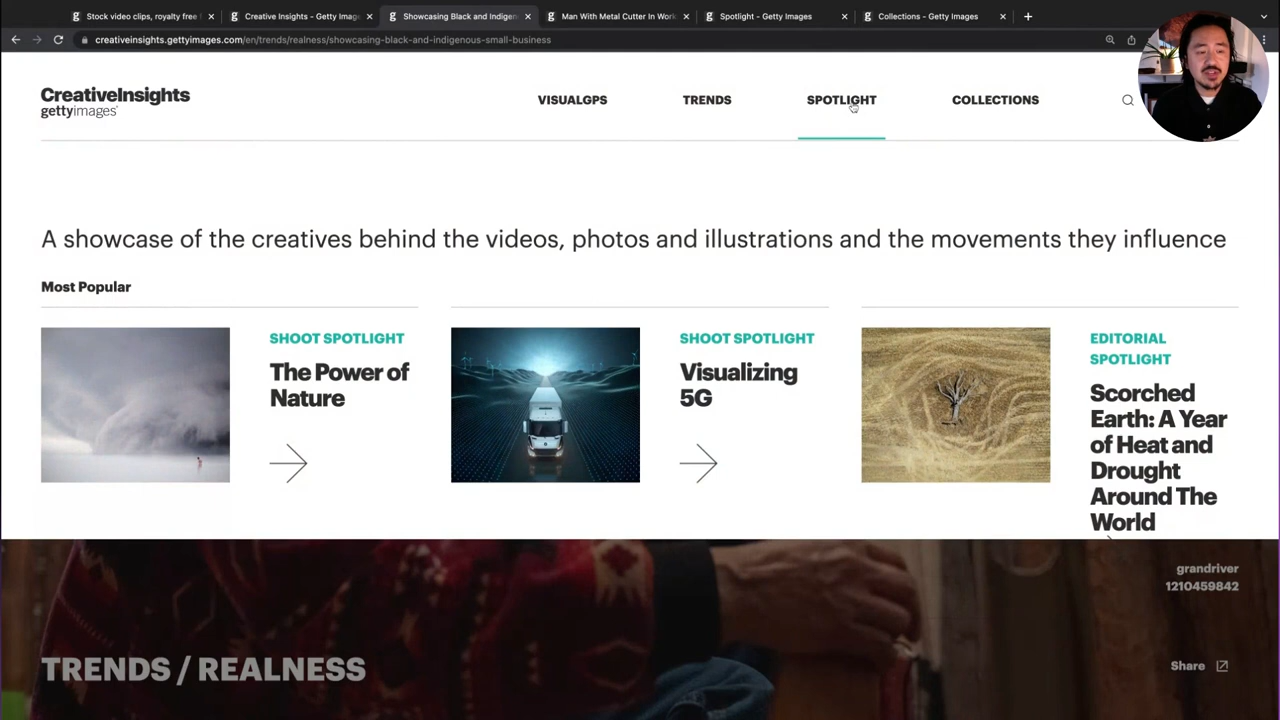 Stock video clips, royalty free
Creative Insights - Getty Imag
Showcasing Black and Indigen
Man With Metal Cutter In Work
Spotlight - Getty Images
Collections - Getty Images
creativeinsights.gettyimages.com/en/trends/realness/showcasing-black-and-indigenous-small-business
CreativeInsights
gettyimages®
VISUALGPS
TRENDS
SPOTLIGHT
COLLECTIONS
A showcase of the creatives behind the videos, photos and illustrations and the movements they influence
Most Popular
SHOOT SPOTLIGHT
The Power of
Nature
SHOOT SPOTLIGHT
Visualizing
5G
EDITORIAL
SPOTLIGHT
Scorched
Earth: A Year
of Heat and
Drought
Around The
World
grandriver
1210459842
TRENDS / REALNESS
Share